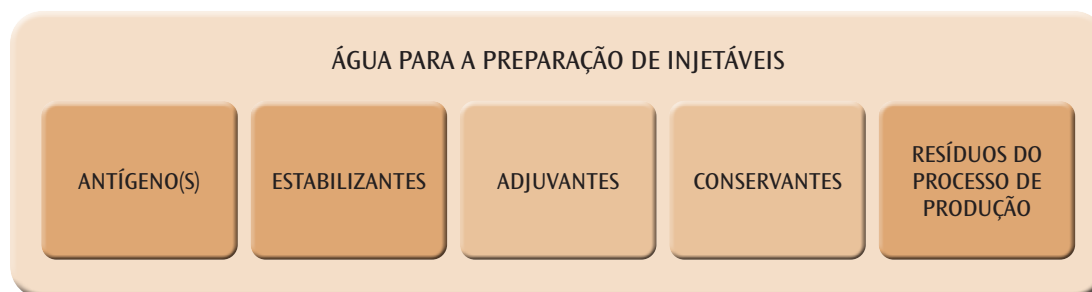 ÁGUA PARA A PREPARAÇÃO DE INJETÁVEIS
ANTÍGENO(S)
ESTABILIZANTES
ADJUVANTES
CONSERVANTES
RESÍDUOS DO
PROCESSO DE
PRODUÇÃO